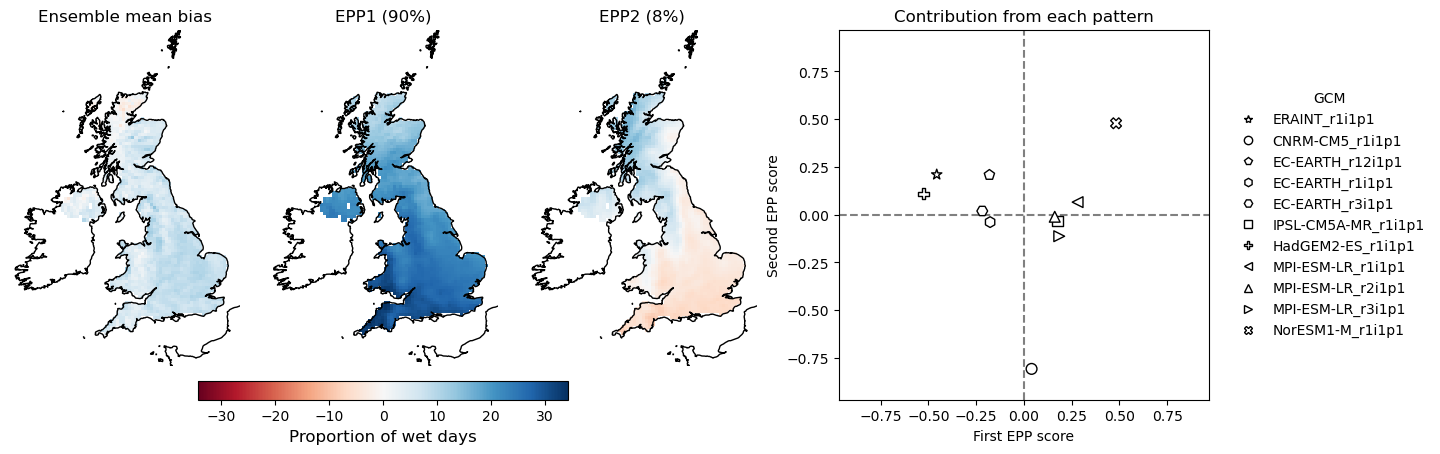 Ensemble mean bias
EPP1 (90%)
EPP2 (8%)
Contribution from each pattern
−30 −20 −10 0 10 20 30
Proportion of wet days
0.75
0.50
0.25
0.00
−0.25
−0.50
−0.75
Second EPP score
−0.75 −0.50 −0.25 0.00 0.25 0.50 0.75
First EPP score
GCM
ERAINT_r1i1p1
CNRM-CM5_r1i1p1
EC-EARTH_r12i1p1
EC-EARTH_r1i1p1
EC-EARTH_r3i1p1
IPSL-CM5A-MR_r1i1p1
HadGEM2-ES_r1i1p1
MPI-ESM-LR_r1i1p1
MPI-ESM-LR_r2i1p1
MPI-ESM-LR_r3i1p1
NorESM1-M_r1i1p1